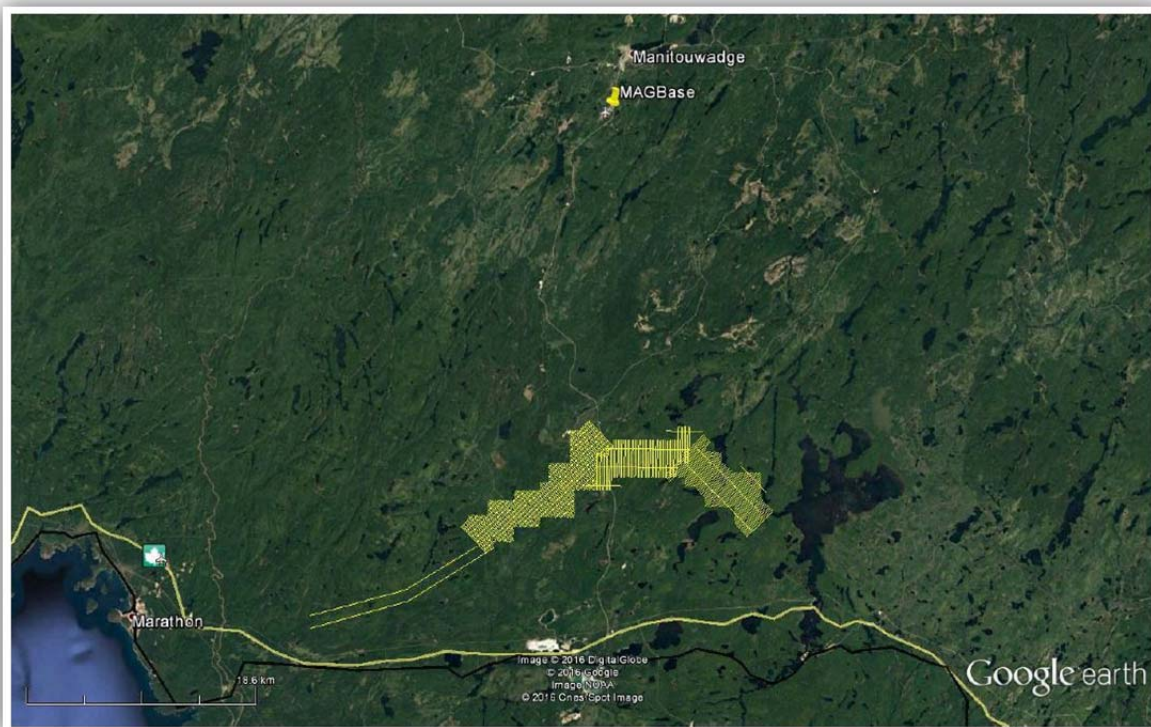 Manitouwadge
MAGBase
Marathon
18.6 km
Image © 2016 DigitalGlobe
© 2016 Google
Image NOAA
© 2016 Cnes/Spot Image
Google earth